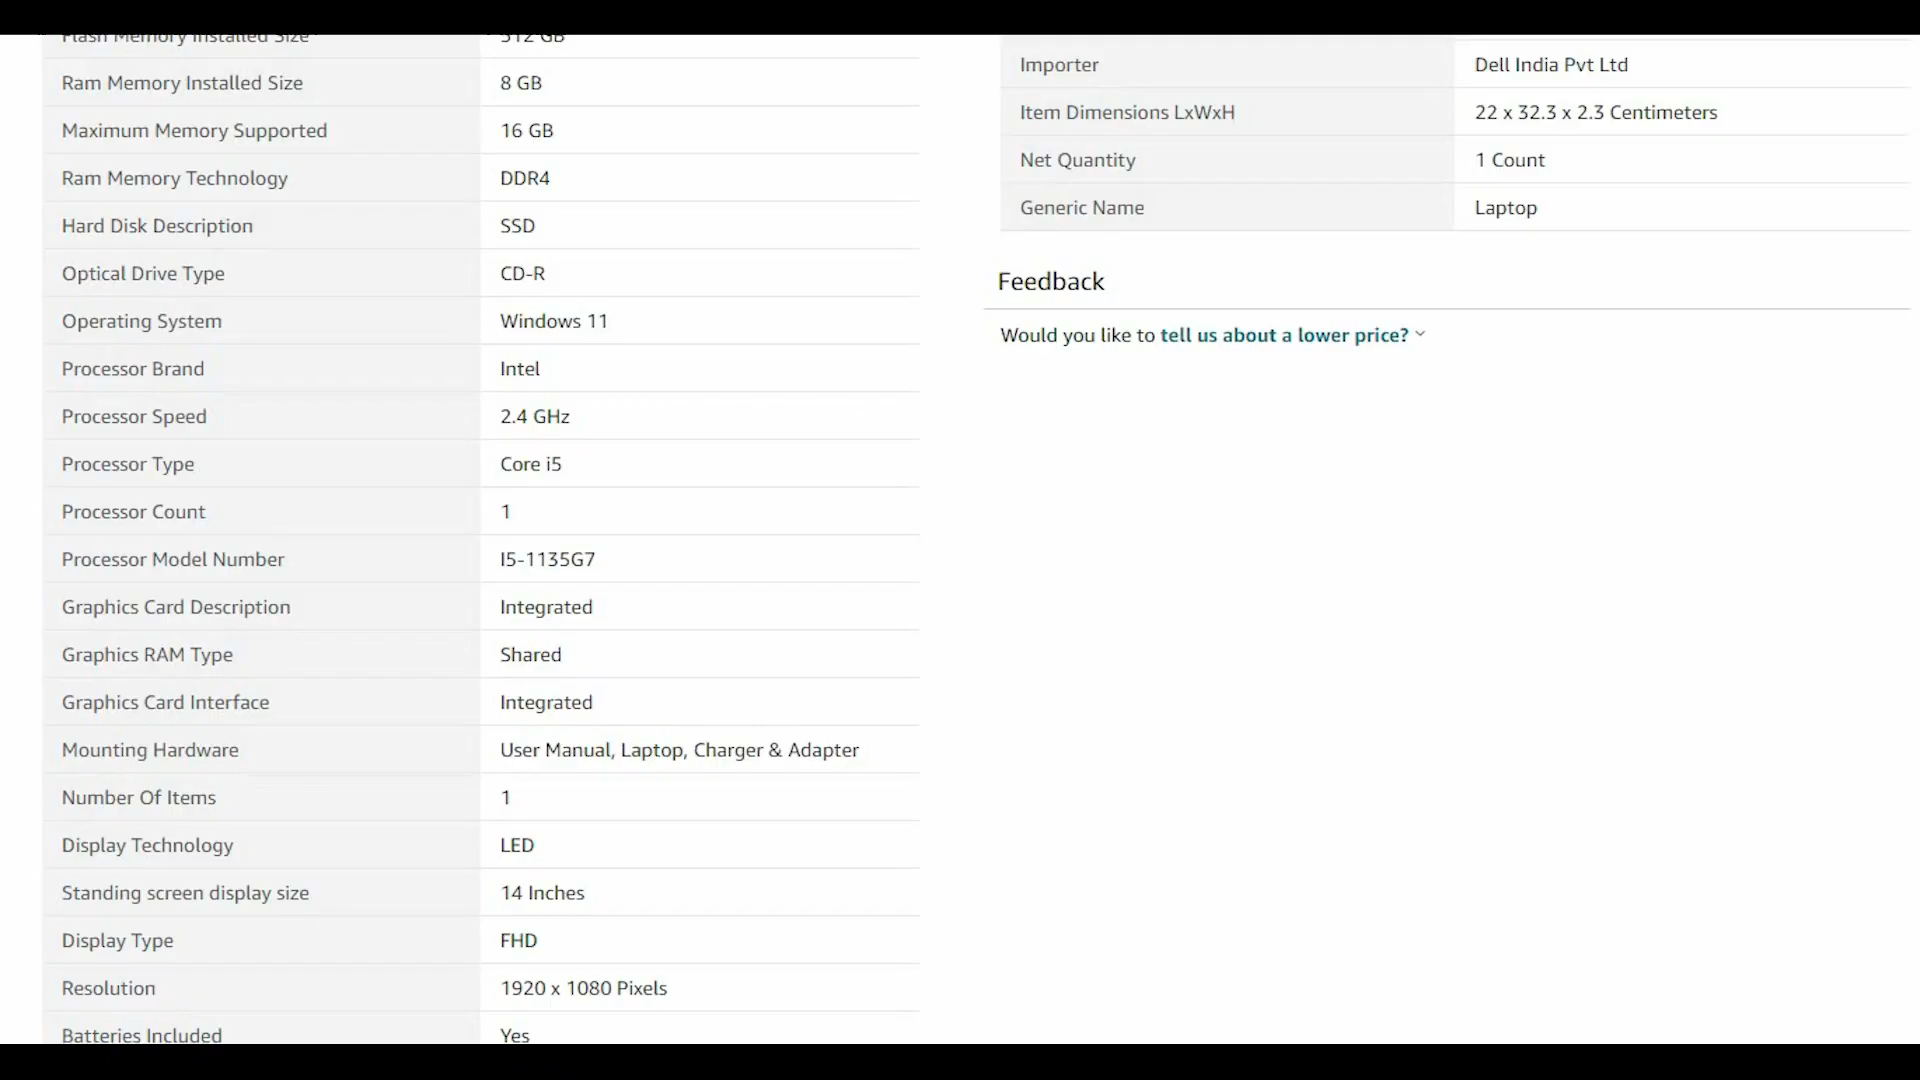 Flash Memory Installed Size 512 GB
Ram Memory Installed Size 8 GB
Maximum Memory Supported 16 GB
Ram Memory Technology DDR4
Hard Disk Description SSD
Optical Drive Type CD-R
Operating System Windows 11
Processor Brand Intel
Processor Speed 2.4 GHz
Processor Type Core i5
Processor Count 1
Processor Model Number I5-1135G7
Graphics Card Description Integrated
Graphics RAM Type Shared
Graphics Card Interface Integrated
Mounting Hardware User Manual, Laptop, Charger & Adapter
Number Of Items 1
Display Technology LED
Standing screen display size 14 Inches
Display Type FHD
Resolution 1920 x 1080 Pixels
Batteries Included Yes
Importer Dell India Pvt Ltd
Item Dimensions LxWxH 22 x 32.3 x 2.3 Centimeters
Net Quantity 1 Count
Generic Name Laptop
Feedback
Would you like to tell us about a lower price?